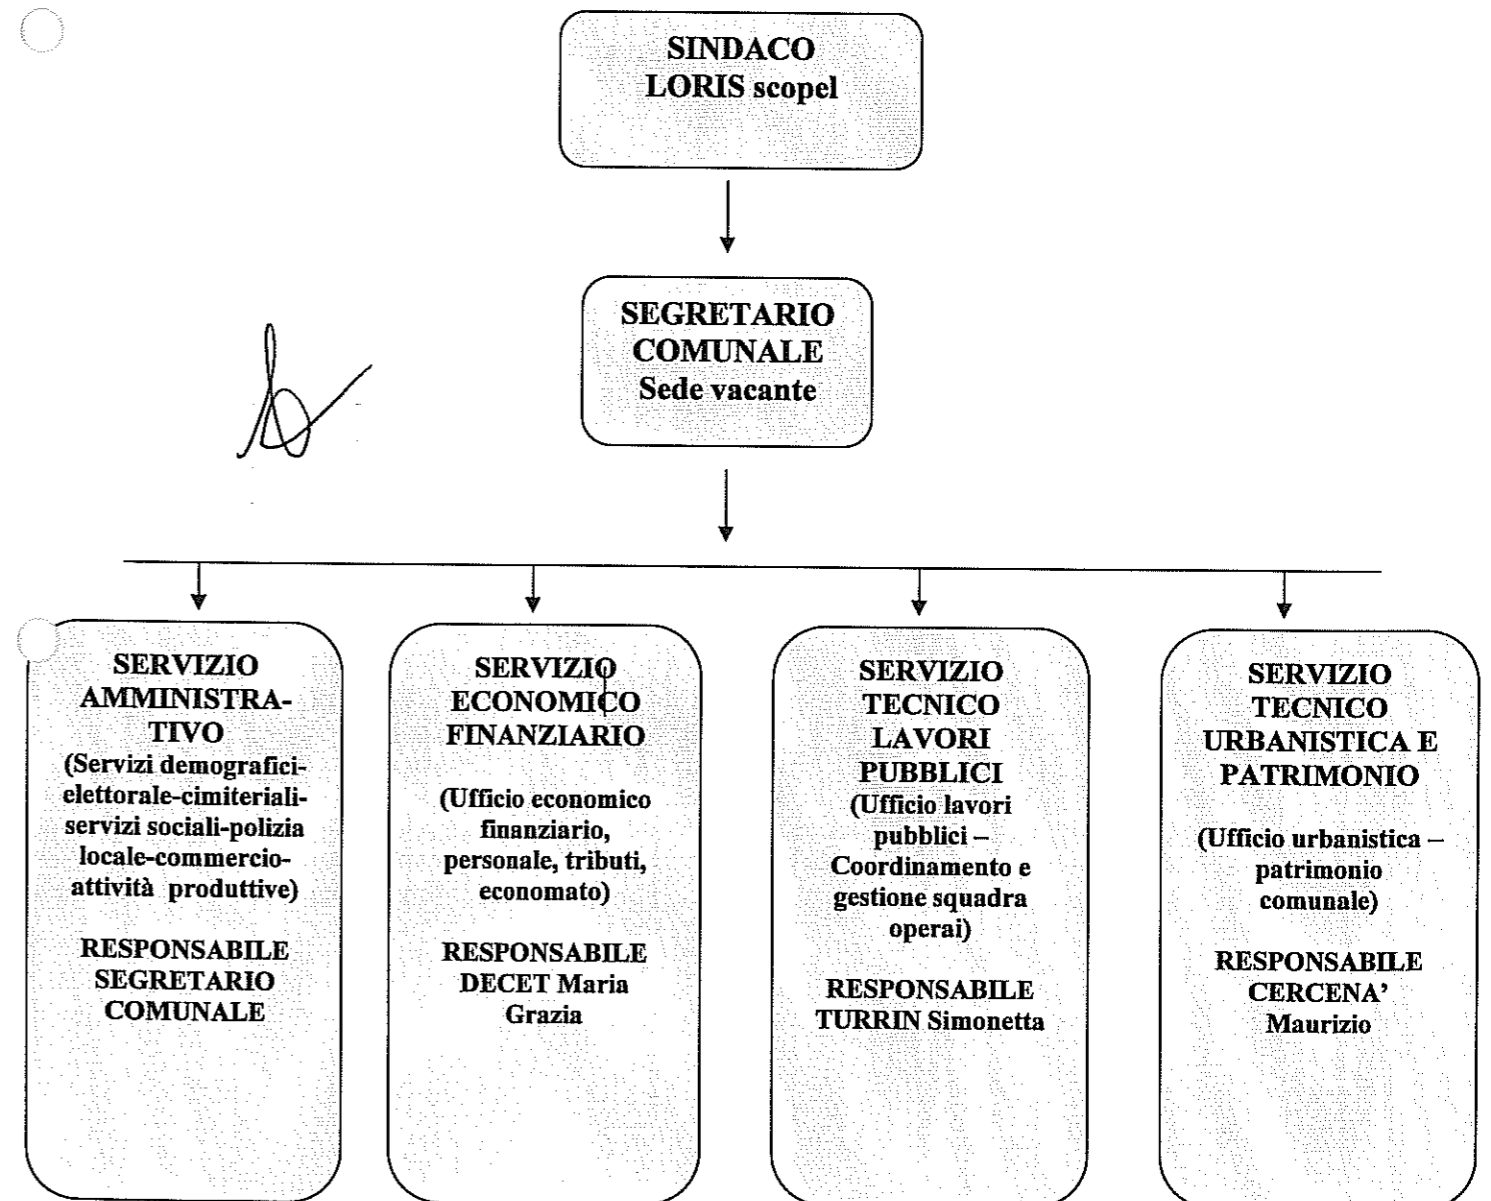 SINDACO
LORIS scopel
SEGRETARIO
COMUNALE
Sede vacante
SERVIZIO
AMMINISTRA-
TIVO
(Servizi demografici-
elettorale-cimiteriali-
servizi sociali-polizia
locale-commercio-
attività produttive)
RESPONSABILE
SEGRETARIO
COMUNALE
SERVIZIO
ECONOMICO
FINANZIARIO
(Ufficio economico
finanziario,
personale, tributi,
economato)
RESPONSABILE
DECET Maria
Grazia
SERVIZIO
TECNICO
LAVORI
PUBBLICI
(Ufficio lavori
pubblici –
Coordinamento e
gestione squadra
operai)
RESPONSABILE
TURRIN Simonetta
SERVIZIO
TECNICO
URBANISTICA E
PATRIMONIO
(Ufficio urbanistica –
patrimonio
comunale)
RESPONSABILE
CERCENA’
Maurizio